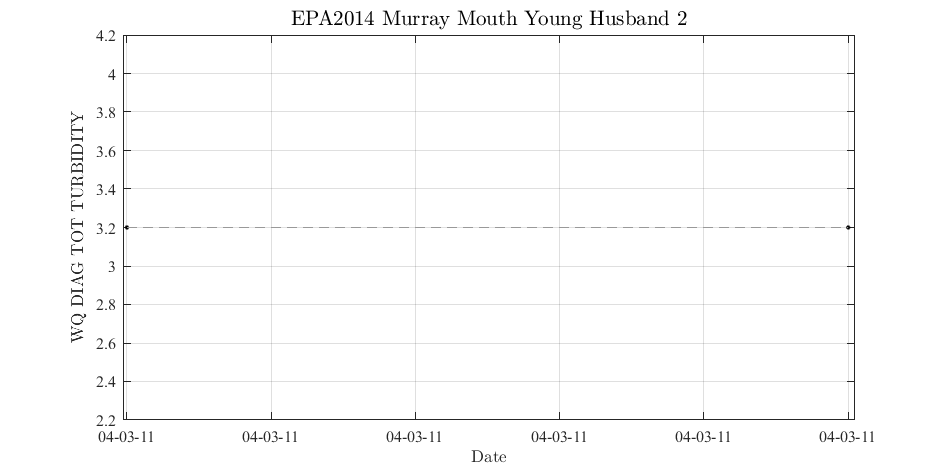 EPA2014 Murray Mouth Young Husband 2
4.2
4
3.8
3.6
3.4
3.2
3
2.8
2.6
2.4
2.2
WQ DIAG TOT TURBIDITY
04-03-11 04-03-11 04-03-11 04-03-11 04-03-11 04-03-11
Date